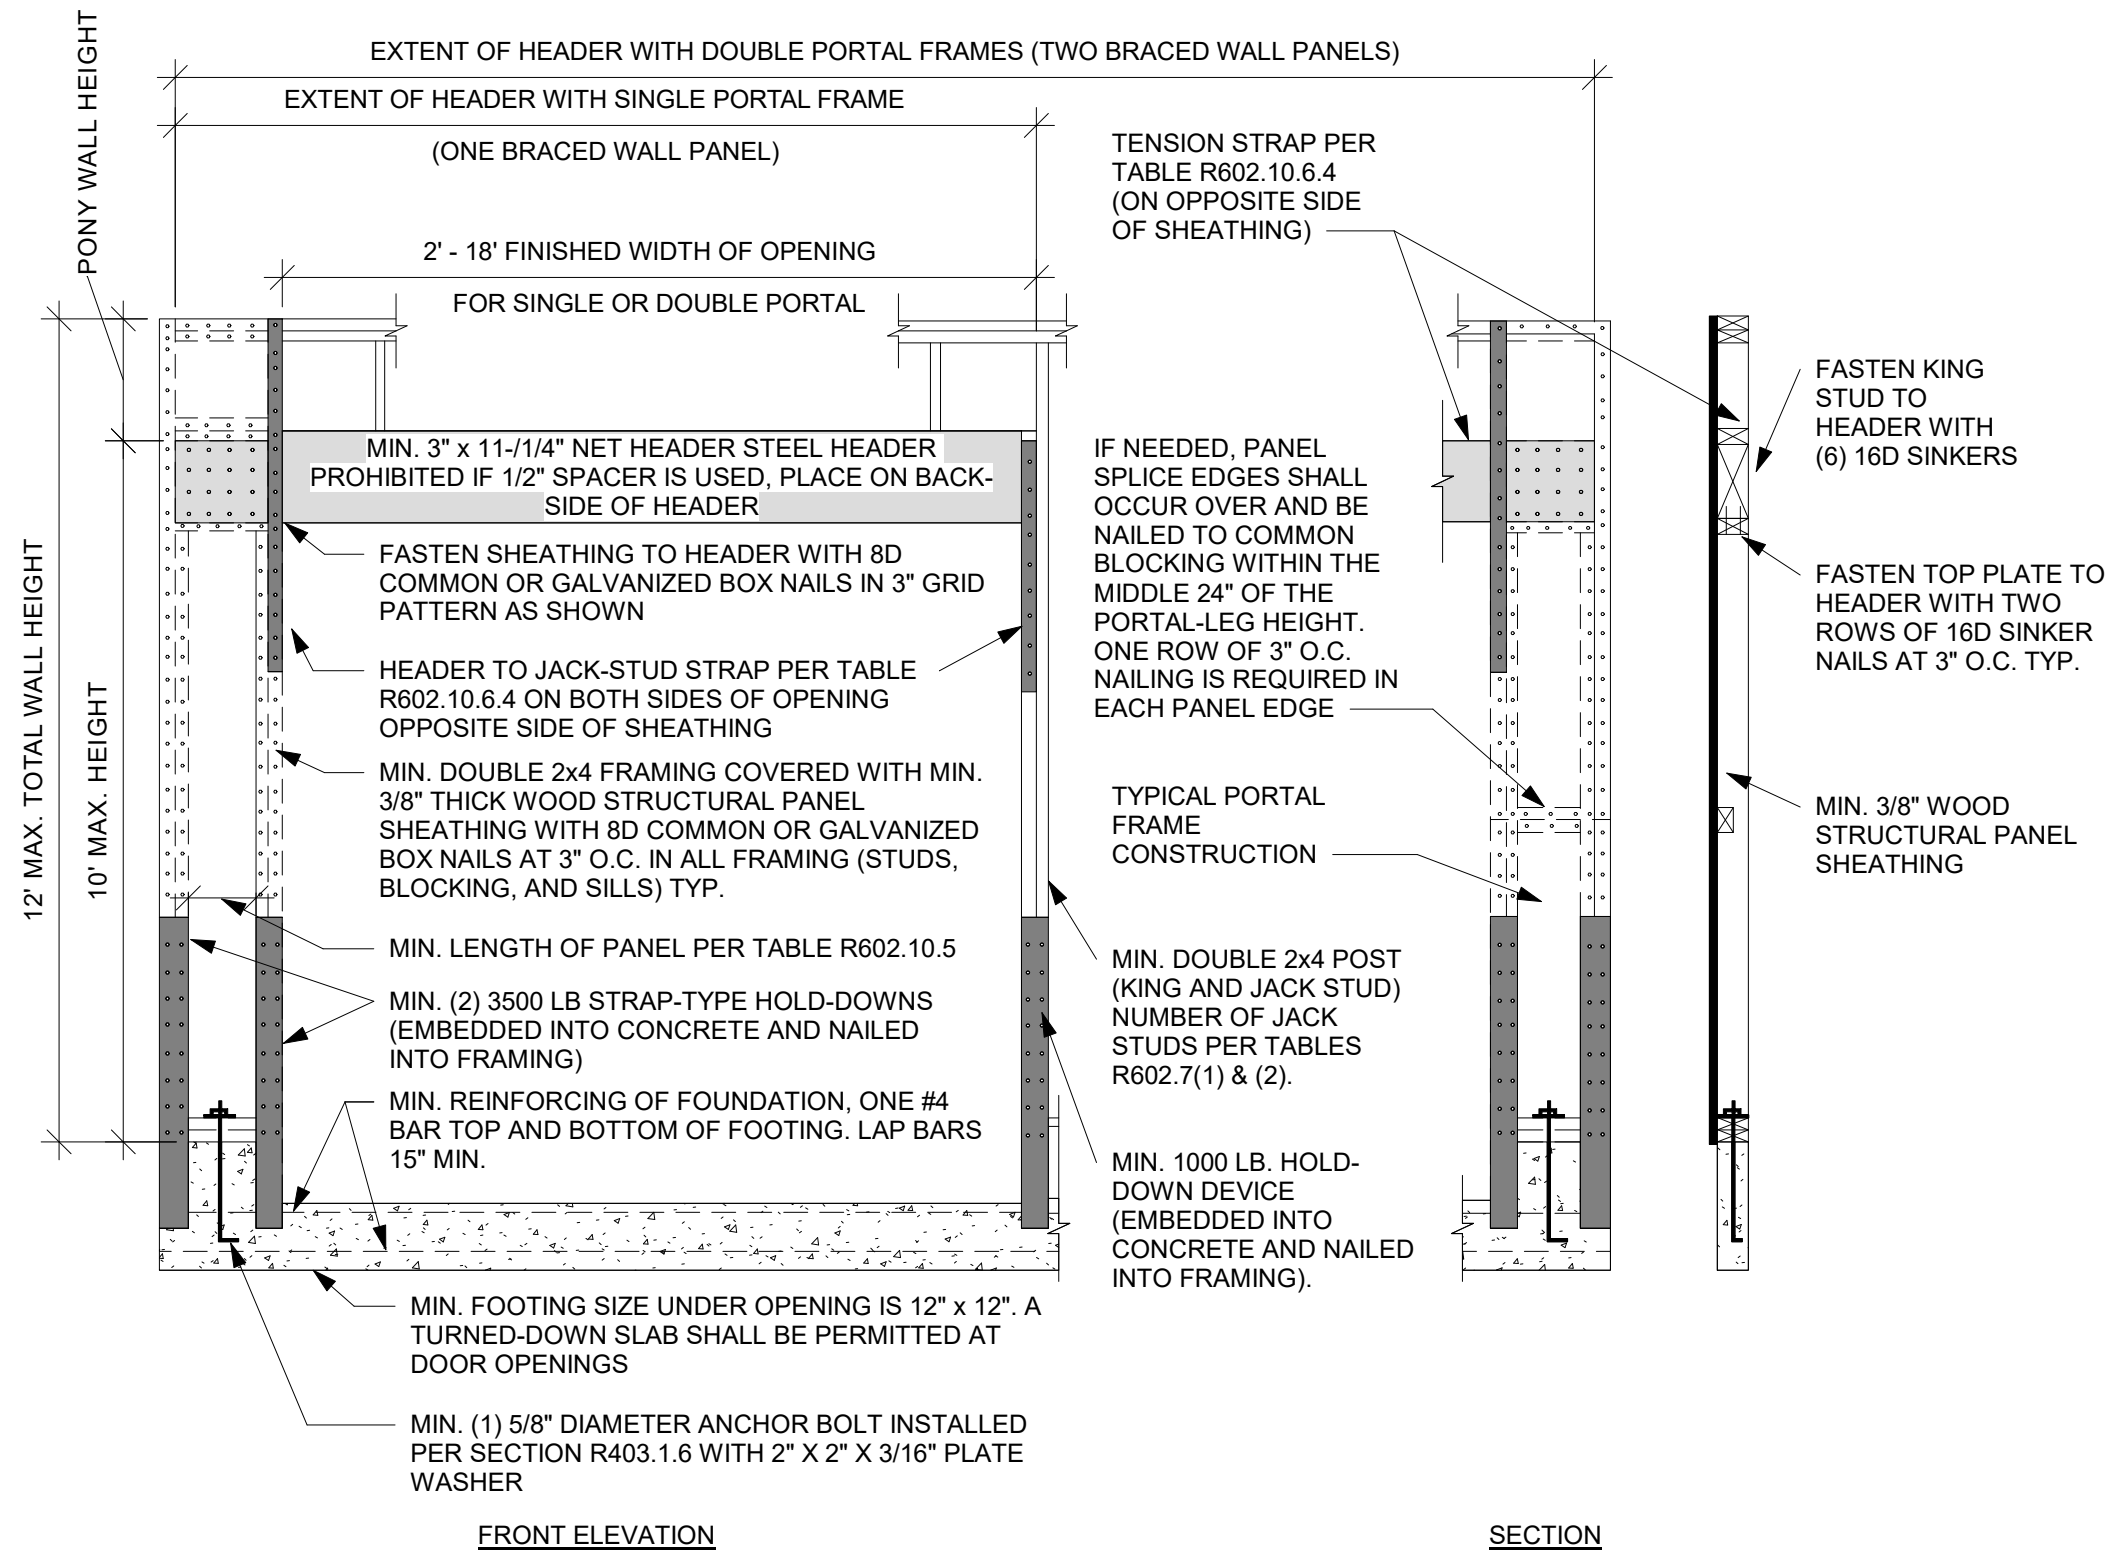 EXTENT OF HEADER WITH DOUBLE PORTAL FRAMES (TWO BRACED WALL PANELS)
EXTENT OF HEADER WITH SINGLE PORTAL FRAME
(ONE BRACED WALL PANEL)
PONY WALL HEIGHT
2' - 18' FINISHED WIDTH OF OPENING
FOR SINGLE OR DOUBLE PORTAL
TENSION STRAP PER
TABLE R602.10.6.4
(ON OPPOSITE SIDE
OF SHEATHING)
12' MAX. TOTAL WALL HEIGHT
10' MAX. HEIGHT
MIN. 3" x 11-/1/4" NET HEADER STEEL HEADER
PROHIBITED IF 1/2" SPACER IS USED, PLACE ON BACK-
SIDE OF HEADER
FASTEN SHEATHING TO HEADER WITH 8D
COMMON OR GALVANIZED BOX NAILS IN 3" GRID
PATTERN AS SHOWN
HEADER TO JACK-STUD STRAP PER TABLE
R602.10.6.4 ON BOTH SIDES OF OPENING
OPPOSITE SIDE OF SHEATHING
MIN. DOUBLE 2x4 FRAMING COVERED WITH MIN.
3/8" THICK WOOD STRUCTURAL PANEL
SHEATHING WITH 8D COMMON OR GALVANIZED
BOX NAILS AT 3" O.C. IN ALL FRAMING (STUDS,
BLOCKING, AND SILLS) TYP.
MIN. LENGTH OF PANEL PER TABLE R602.10.5
MIN. (2) 3500 LB STRAP-TYPE HOLD-DOWNS
(EMBEDDED INTO CONCRETE AND NAILED
INTO FRAMING)
MIN. REINFORCING OF FOUNDATION, ONE #4
BAR TOP AND BOTTOM OF FOOTING. LAP BARS
15" MIN.
MIN. FOOTING SIZE UNDER OPENING IS 12" x 12". A
TURNED-DOWN SLAB SHALL BE PERMITTED AT
DOOR OPENINGS
MIN. (1) 5/8" DIAMETER ANCHOR BOLT INSTALLED
PER SECTION R403.1.6 WITH 2" X 2" X 3/16" PLATE
WASHER
IF NEEDED, PANEL
SPLICE EDGES SHALL
OCCUR OVER AND BE
NAILED TO COMMON
BLOCKING WITHIN THE
MIDDLE 24" OF THE
PORTAL-LEG HEIGHT.
ONE ROW OF 3" O.C.
NAILING IS REQUIRED IN
EACH PANEL EDGE
TYPICAL PORTAL
FRAME
CONSTRUCTION
MIN. DOUBLE 2x4 POST
(KING AND JACK STUD)
NUMBER OF JACK
STUDS PER TABLES
R602.7(1) & (2).
MIN. 1000 LB. HOLD-
DOWN DEVICE
(EMBEDDED INTO
CONCRETE AND NAILED
INTO FRAMING).
FASTEN KING
STUD TO
HEADER WITH
(6) 16D SINKERS
FASTEN TOP PLATE TO
HEADER WITH TWO
ROWS OF 16D SINKER
NAILS AT 3" O.C. TYP.
MIN. 3/8" WOOD
STRUCTURAL PANEL
SHEATHING
FRONT ELEVATION
SECTION